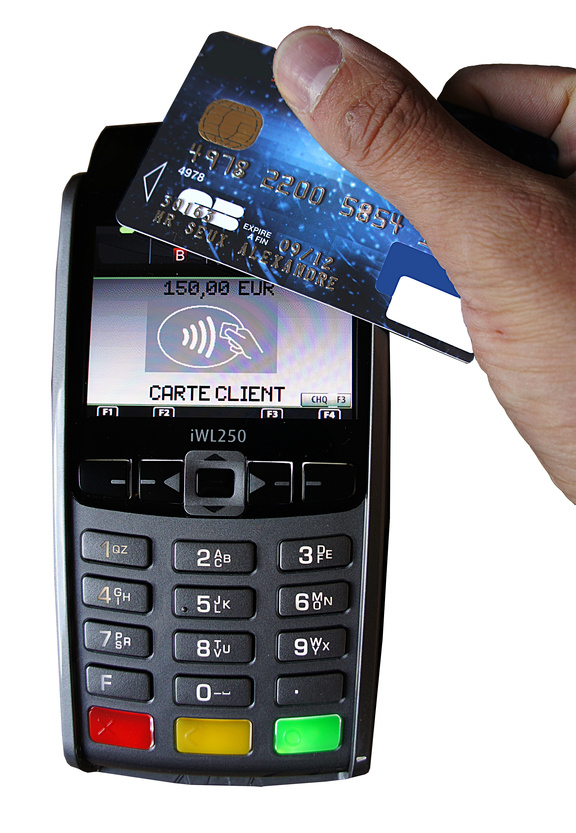 4978 2200 5854
4978
30163
EXPIRE
A FIN
09/12
MR SEUX ALEXANDRE
B
150,00 EUR
CARTE CLIENT
CHQ F3
F1 F2 F3 F4
iWL250
1QZ 2ABC 3DEF
4GHI 5JKL 6MNO
7PRS 8TUV 9WXY
F 0 .